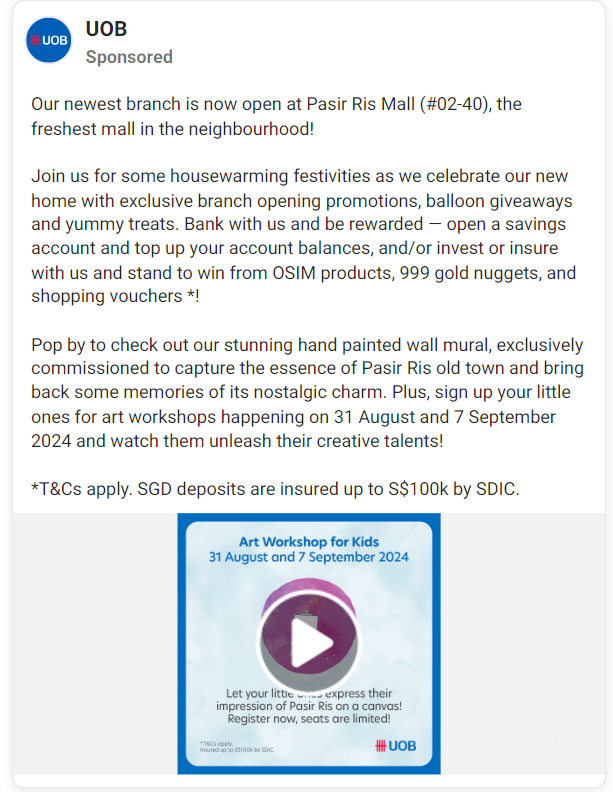 UOB
UOB
Sponsored
Our newest branch is now open at Pasir Ris Mall (#02-40), the
freshest mall in the neighbourhood!
Join us for some housewarming festivities as we celebrate our new
home with exclusive branch opening promotions, balloon giveaways
and yummy treats. Bank with us and be rewarded — open a savings
account and top up your account balances, and/or invest or insure
with us and stand to win from OSIM products, 999 gold nuggets, and
shopping vouchers *!
Pop by to check out our stunning hand painted wall mural, exclusively
commissioned to capture the essence of Pasir Ris old town and bring
back some memories of its nostalgic charm. Plus, sign up your little
ones for art workshops happening on 31 August and 7 September
2024 and watch them unleash their creative talents!
*T&Cs apply. SGD deposits are insured up to S$100k by SDIC.
Art Workshop for Kids
31 August and 7 September 2024
Let your little ones express their
impression of Pasir Ris on a canvas!
Register now, seats are limited!
*T&Cs apply.
Insured up to S$100k by SDIC.
UOB